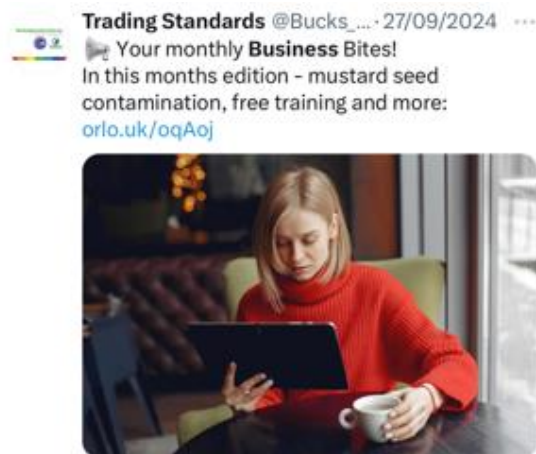 Trading Standards @Bucks_... · 27/09/2024 ...
Your monthly Business Bites!
In this months edition - mustard seed
contamination, free training and more:
orlo.uk/oqAoj